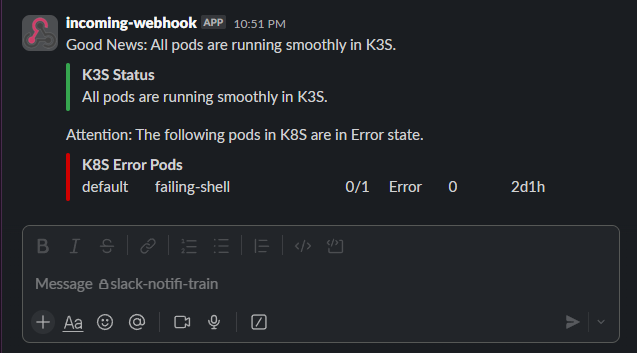 incoming-webhook APP 10:51 PM
Good News: All pods are running smoothly in K3S.
K3S Status
All pods are running smoothly in K3S.
Attention: The following pods in K8S are in Error state.
K8S Error Pods
default failing-shell 0/1 Error 0 2d1h
B I S
Message slack-notifi-train
Aa